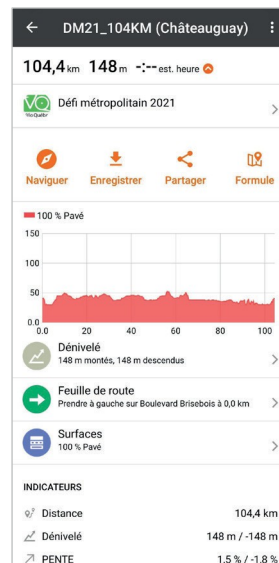 DM21_104KM (Châteauguay)
104,4 km 148 m -:-- est. heure
VQ
Vélo Québec
Défi métropolitain 2021
Naviguer Enregistrer Partager Formule
100 % Pavé
150
100
50
0.0
0.0 20 40 60 80 100
Dénivelé
148 m montés, 148 m descendus
Feuille de route
Prendre à gauche sur Boulevard Brisebois à 0,0 km
Surfaces
100 % Pavé
INDICATEURS
Distance 104,4 km
Dénivelé 148 m / -148 m
PENTE 1.5 % / -1.8 %